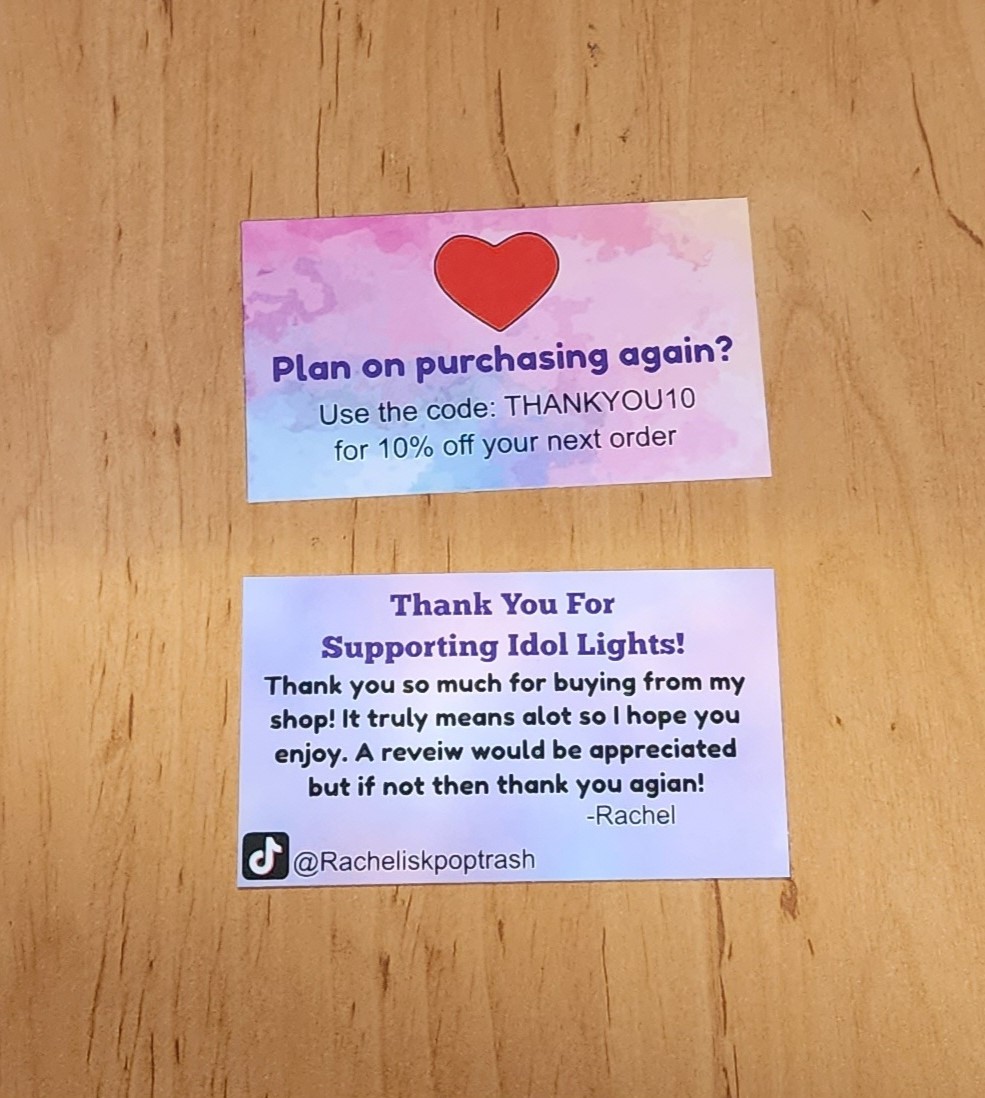 Plan on purchasing again?
Use the code: THANKYOU10
for 10% off your next order
Thank You For
Supporting Idol Lights!
Thank you so much for buying from my
shop! It truly means alot so I hope you
enjoy. A reveiw would be appreciated
but if not then thank you agian!
-Rachel
@Racheliskpoptrash